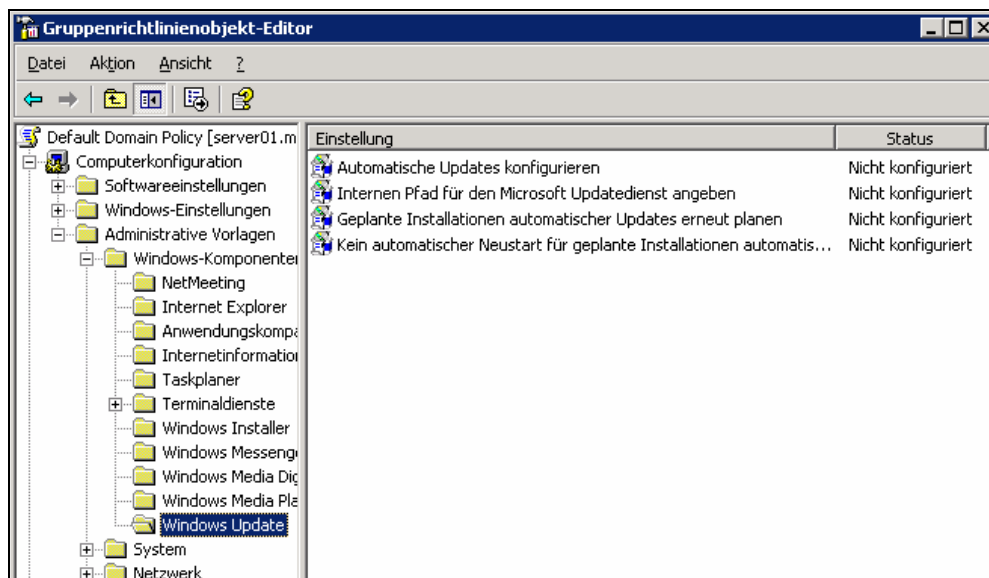 Gruppenrichtlinienobjekt-Editor
Datei Aktion Ansicht ?
Default Domain Policy [server01.m
Computerkonfiguration
Softwareeinstellungen
Windows-Einstellungen
Administrative Vorlagen
Windows-Komponenten
NetMeeting
Internet Explorer
Anwendungskompa
Internetinformation
Taskplaner
Terminaldienste
Windows Installer
Windows Messenge
Windows Media Dig
Windows Media Pla
Windows Update
System
Netzwerk
Einstellung Status
Automatische Updates konfigurieren Nicht konfiguriert
Internen Pfad für den Microsoft Updatedienst angeben Nicht konfiguriert
Geplante Installationen automatischer Updates erneut planen Nicht konfiguriert
Kein automatischer Neustart für geplante Installationen automatis... Nicht konfiguriert